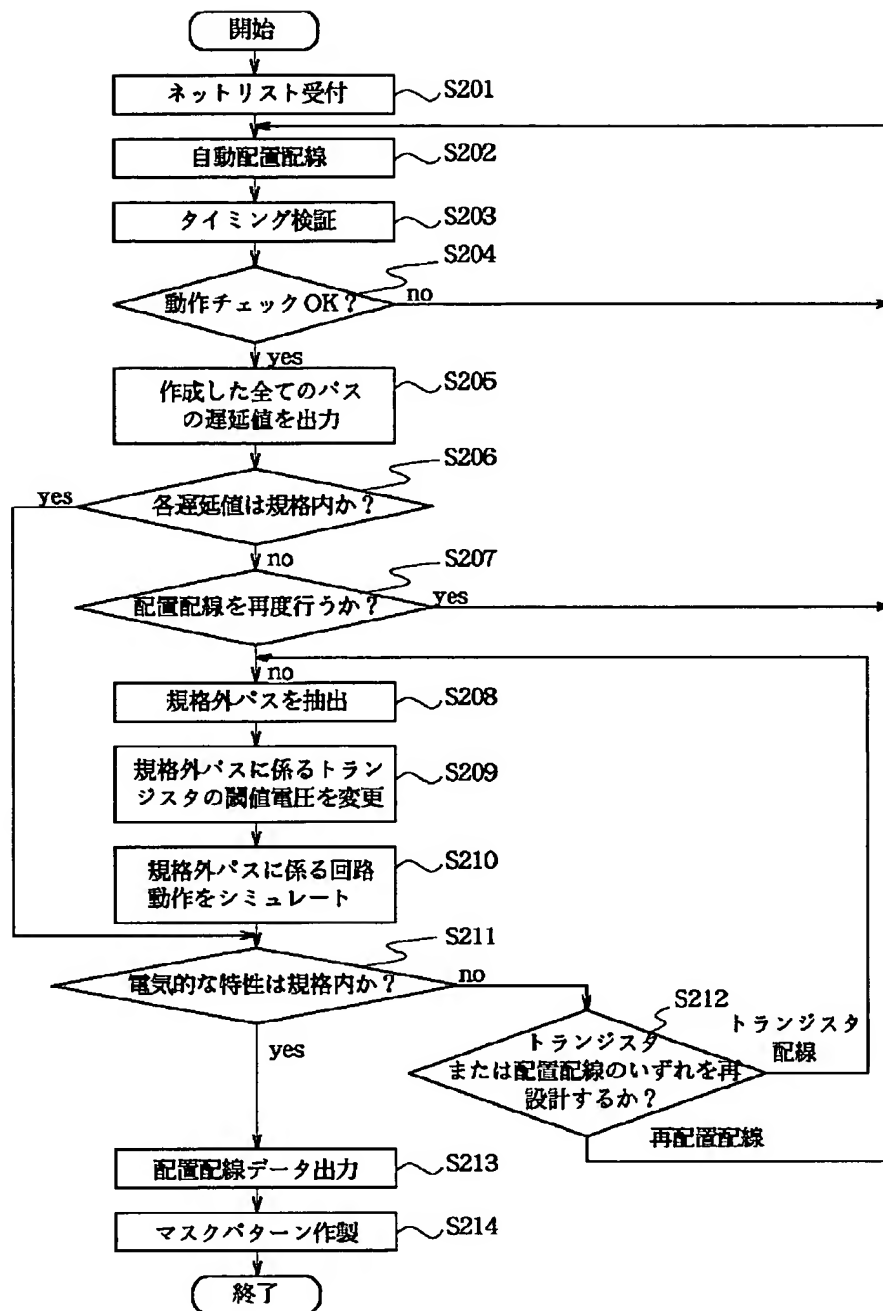 開始
ネットリスト受付
S201
自動配置配線
S202
タイミング検証
S203
S204
動作チェックOK？
no
yes
作成した全てのパス
の遅延値を出力
S205
S206
各遅延値は規格内か？
yes
no
S207
配置配線を再度行うか？
yes
no
規格外パスを抽出
S208
規格外パスに係るトラン
ジスタの閾値電圧を変更
S209
規格外パスに係る回路
動作をシミュレート
S210
S211
電気的な特性は規格内か？
no
yes
S212
トランジスタ
または配置配線のいずれを再
設計するか？
トランジスタ
配線
再配置配線
配置配線データ出力
S213
マスクパターン作製
S214
終了